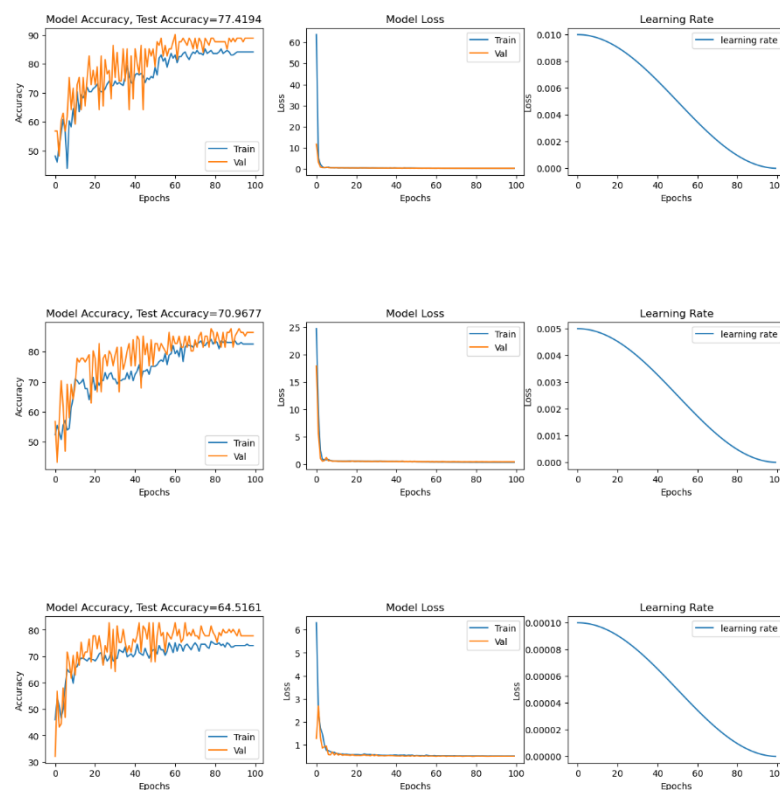 Model Accuracy, Test Accuracy=77.4194
Model Loss
Learning Rate
90
80
70
60
50
Accuracy
Train
Val
0 20 40 60 80 100
Epochs
60
50
40
30
20
10
0
Loss
Train
Val
0 20 40 60 80 100
Epochs
0.010
0.008
0.006
0.004
0.002
0.000
Loss
learning rate
0 20 40 60 80 100
Epochs
Model Accuracy, Test Accuracy=70.9677
Model Loss
Learning Rate
80
70
60
50
Accuracy
Train
Val
0 20 40 60 80 100
Epochs
25
20
15
10
5
0
Loss
Train
Val
0 20 40 60 80 100
Epochs
0.005
0.004
0.003
0.002
0.001
0.000
Loss
learning rate
0 20 40 60 80
Epochs
Model Accuracy, Test Accuracy=64.5161
Model Loss
Learning Rate
80
70
60
50
40
30
Accuracy
Train
Val
0 20 40 60 80 100
Epochs
6
5
4
3
2
1
Loss
Train
Val
0 20 40 60 80 100
Epochs
0.00010
0.00008
0.00006
0.00004
0.00002
0.00000
Loss
learning rate
0 20 40 60 80
Epochs